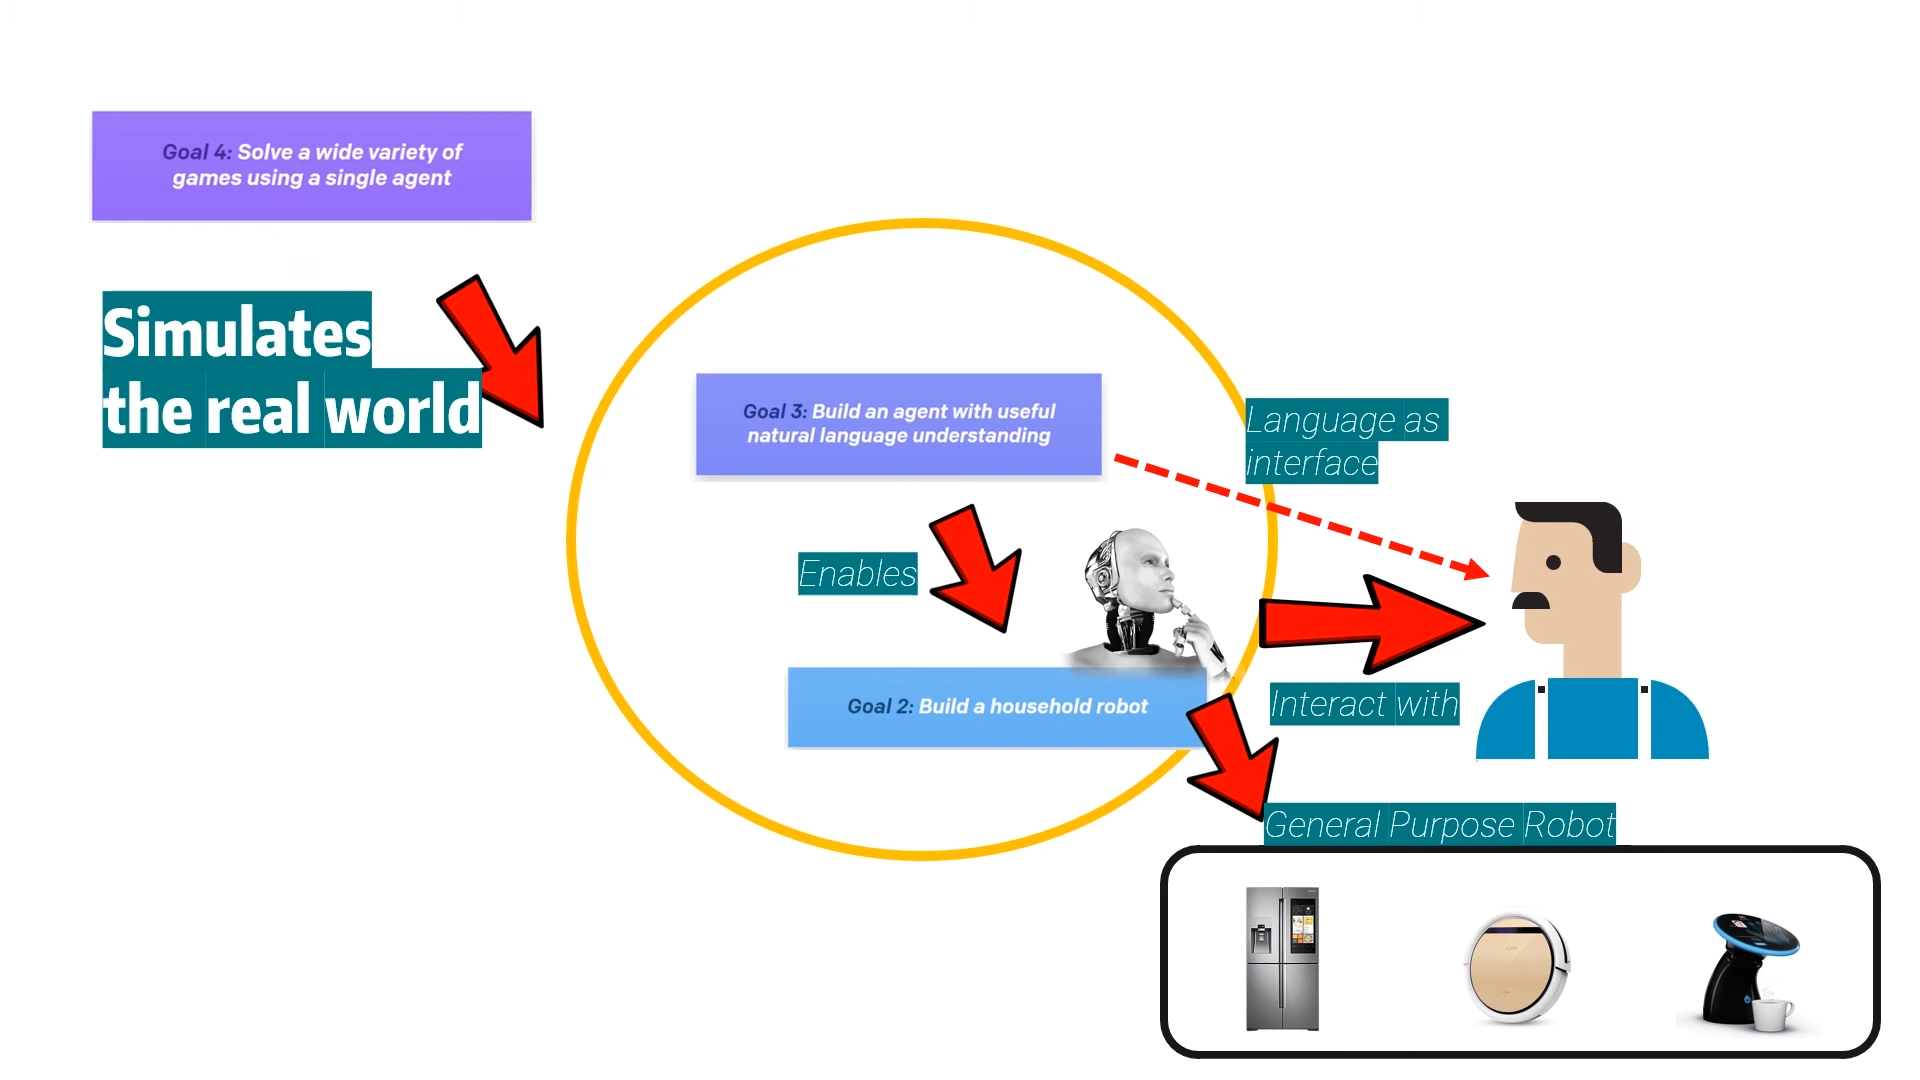 Goal 4: Solve a wide variety of
games using a single agent
Simulates
the real world
Goal 3: Build an agent with useful
natural language understanding
Language as
interface
Enables
Goal 2: Build a household robot
Interact with
General Purpose Robot